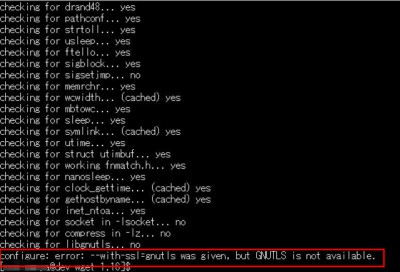 checking for drand48... yes
checking for pathconf... yes
checking for strtoll... yes
checking for usleep... yes
checking for ftello... yes
checking for sigblock... yes
checking for sigsetjmp... no
checking for memrchr... yes
checking for wcwidth... (cached) yes
checking for mbtowc... yes
checking for sleep... yes
checking for symlink... (cached) yes
checking for utime... yes
checking for struct utimbuf... yes
checking for working fnmatch.h... yes
checking for nanosleep... yes
checking for clock_gettime... (cached) yes
checking for gethostbyname... (cached) yes
checking for inet_ntoa... yes
checking for socket in -lsocket... no
checking for compress in -lz... no
checking for libgnutls... no
configure: error: --with-ssl=gnutls was given, but GNUTLS is not available.
@dev wget-1.19]$